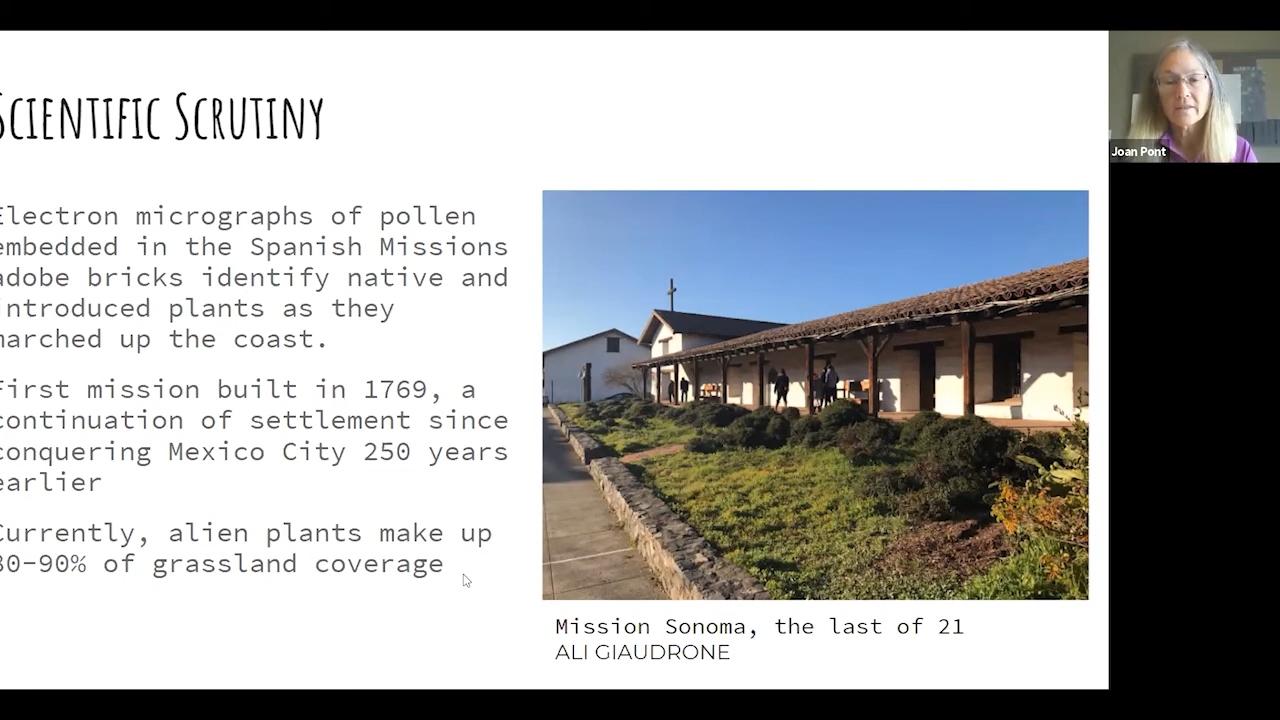 Scientific Scrutiny
Electron micrographs of pollen
embedded in the Spanish Missions
adobe bricks identify native and
introduced plants as they
marched up the coast.
First mission built in 1769, a
continuation of settlement since
conquering Mexico City 250 years
earlier
Currently, alien plants make up
80-90% of grassland coverage
Mission Sonoma, the last of 21
ALI GIAUDRONE
Joan Pont